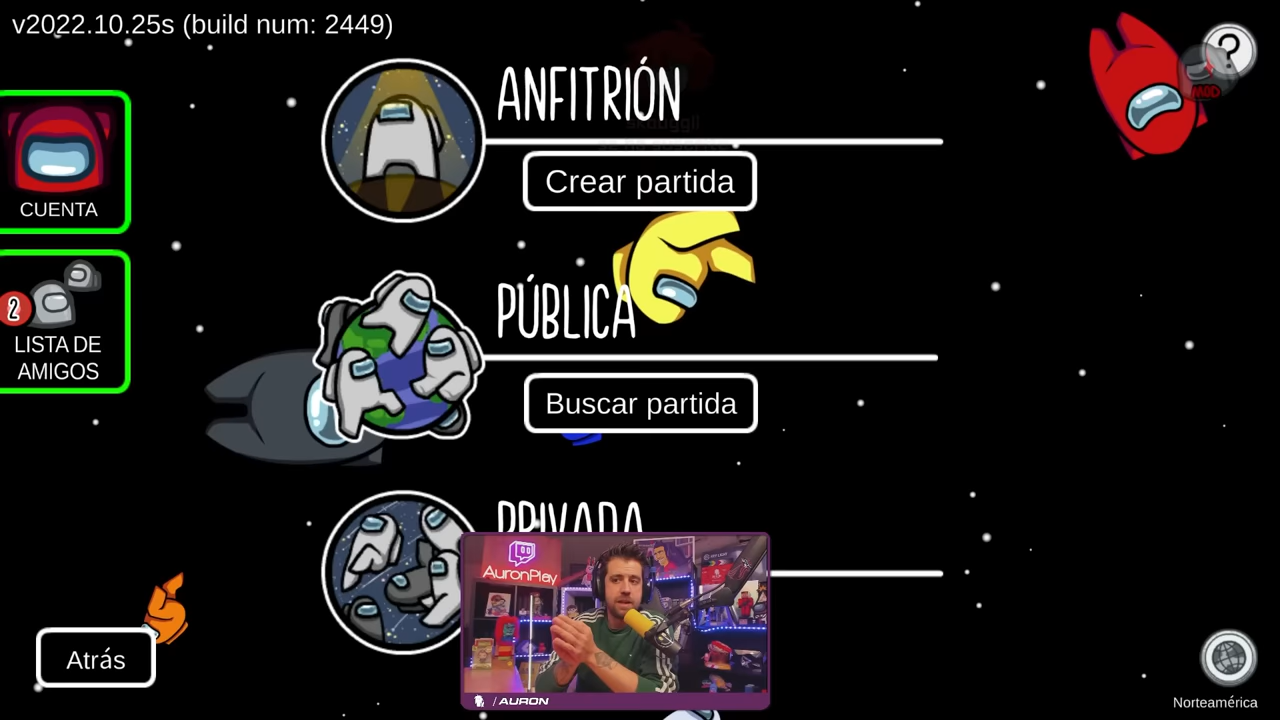 v2022.10.25s (build num: 2449)
ANFITRIÓN
?
MOD
CUENTA
Crear partida
2
LISTA DE
AMIGOS
PÚBLICA
Buscar partida
PRIVADA
AuronPlay
Atrás
/AURON
Norteamérica